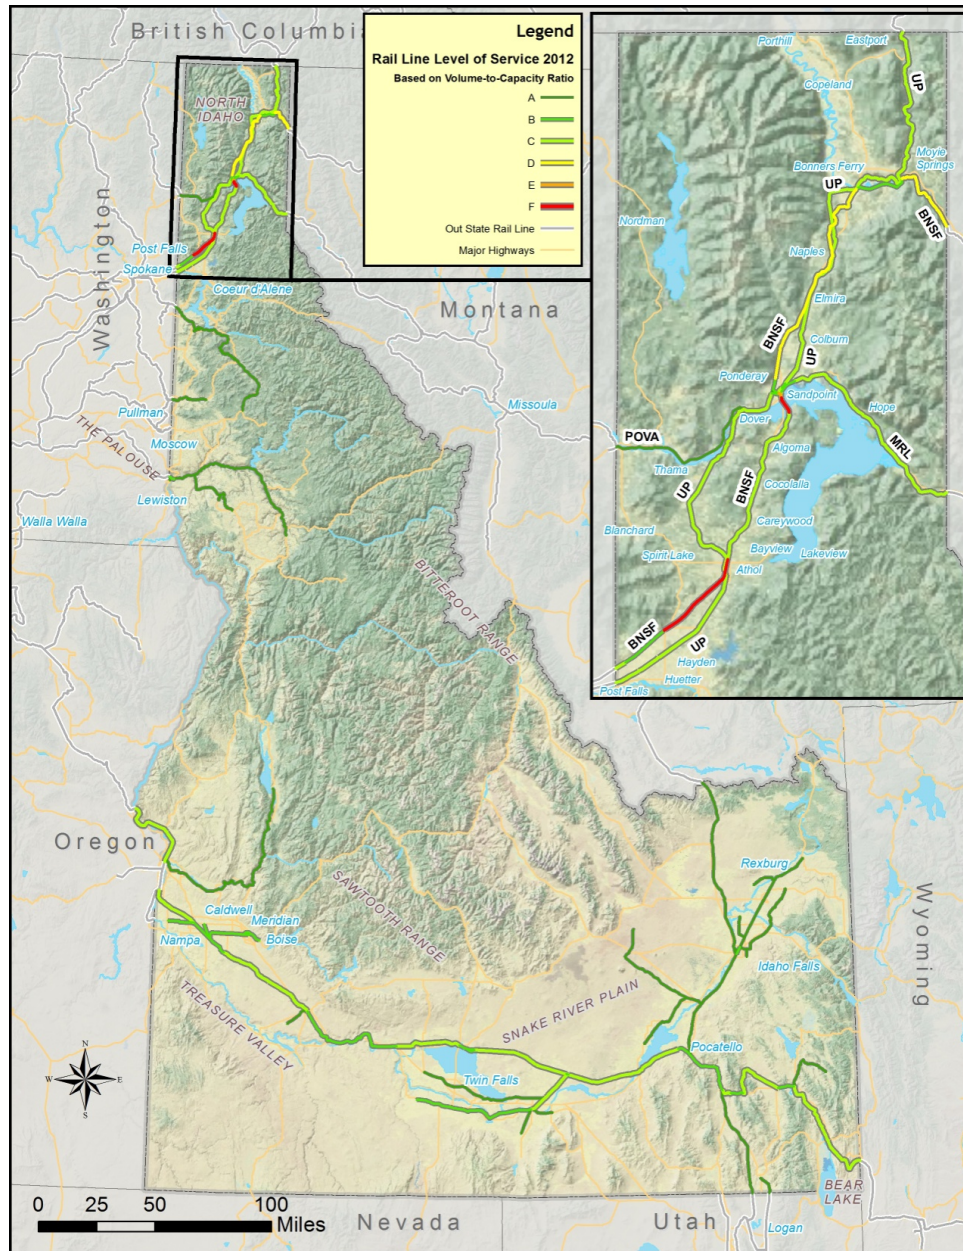 British Columbia
Legend
Rail Line Level of Service 2012
Based on Volume-to-Capacity Ratio
A
B
C
D
E
F
Out State Rail Line
Major Highways
NORTH
IDAHO
Washington
Post Falls
Spokane
Coeur d'Alene
Montana
Pullman
Missoula
Moscow
THE PALOUSE
Lewiston
Walla Walla
BITTEROOT RANGE
Oregon
Rexburg
SAWTOOTH RANGE
Caldwell
Meridian
Nampa
Boise
Idaho Falls
Wyoming
TREASURE VALLEY
SNAKE RIVER PLAIN
Pocatello
Twin Falls
N
W
E
S
BEAR
LAKE
0 25 50 100
Miles
Nevada
Utah
Logan
Porthill
Eastport
UP
Copeland
Moyie
Springs
Bonners Ferry
UP
BNSF
Nordman
Naples
Elmira
BNSF
Colburn
UP
Ponderay
Sandpoint
Hope
Dover
POVA
Algoma
MRL
Thama
UP
BNSF
Cocolalla
Careywood
Blanchard
Bayview
Lakeview
Spirit Lake
Athol
BNSF
UP
Hayden
Huetter
Post Falls